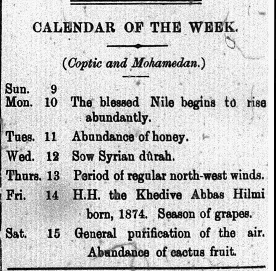 CALENDAR OF THE WEEK.
(Coptic and Mohamedan.)
Sun. 9
Mon. 10 The blessed Nile begins to rise
abundantly.
Tues. 11 Abundance of honey.
Wed. 12 Sow Syrian dûrah.
Thurs. 13 Period of regular north-west winds.
Fri. 14 H.H. the Khedive Abbas Hilmi
born, 1874. Season of grapes.
Sat. 15 General purification of the air.
Abundance of cactus fruit.